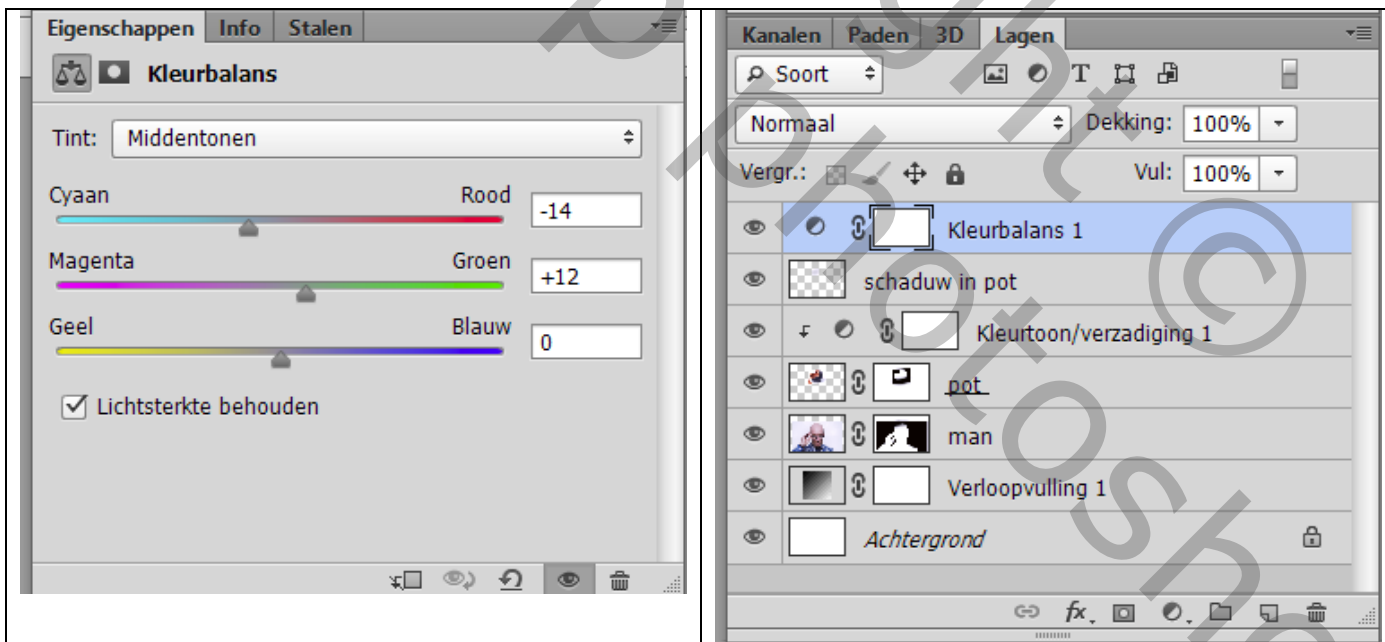 Eigenschappen Info Stalen
Kleurbalans
Tint: Middentonen
Cyaan Rood -14
Magenta Groen +12
Geel Blauw 0
Lichtsterkte behouden
Kanalen Paden 3D Lagen
Soort T
Normaal Dekking: 100%
Vergr.: Vul: 100%
Kleurbalans 1
schaduw in pot
Kleurtoon/verzadiging 1
pot
man
Verloopvulling 1
Achtergrond
fx